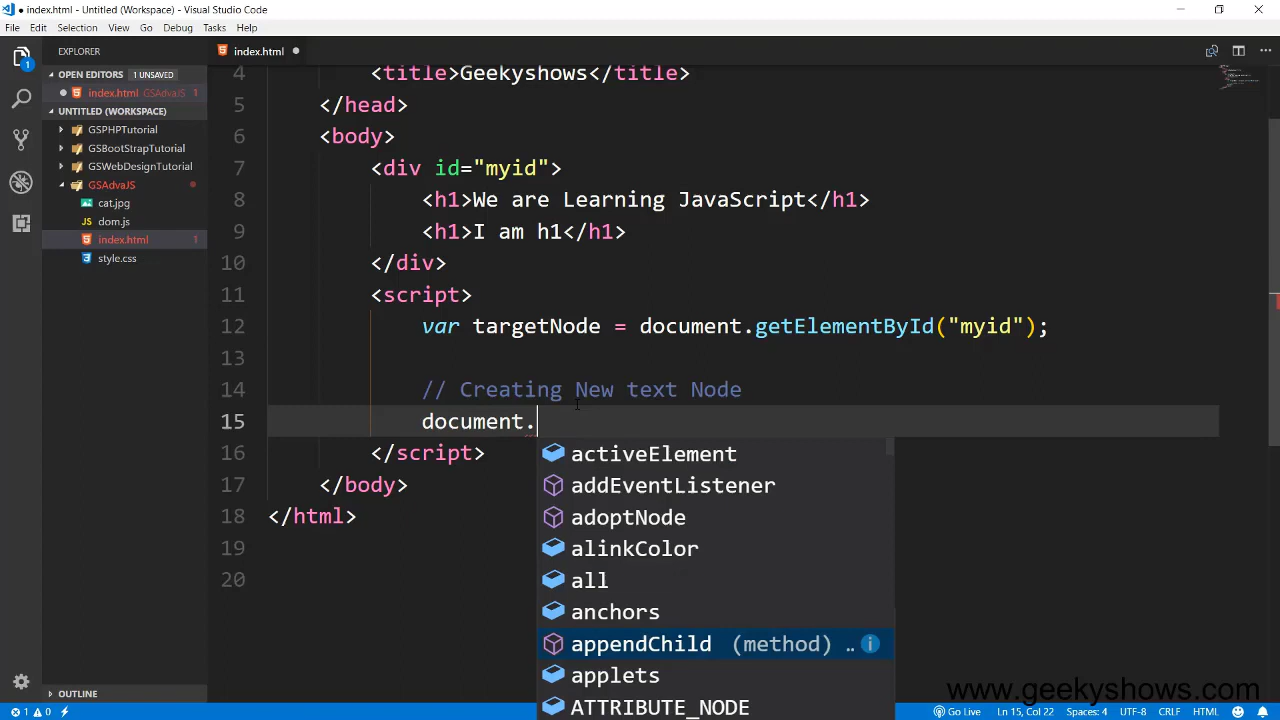 index.html - Untitled (Workspace) - Visual Studio Code
File Edit Selection View Go Debug Tasks Help
EXPLORER
index.html
OPEN EDITORS 1 UNSAVED
index.html GSAdvaJS 1
UNTITLED (WORKSPACE)
GSPHPTutorial
GSBootStrapTutorial
GSWebDesignTutorial
GSAdvaJS
cat.jpg
JS dom.js
index.html 1
style.css
OUTLINE
1
4 <title>Geekyshows</title>
5 </head>
6 <body>
7 <div id="myid">
8 <h1>We are Learning JavaScript</h1>
9 <h1>I am h1</h1>
10 </div>
11 <script>
12 var targetNode = document.getElementById("myid");
13
14 // Creating New text Node
15 document.
16 </script>
17 </body>
18 </html>
19
20
activeElement
addEventListener
adoptNode
alinkColor
all
anchors
appendChild (method) ..
applets
ATTRIBUTE_NODE
www.geekyshows.com
1 0 Go Live Ln 15, Col 22 Spaces: 4 UTF-8 CRLF HTML